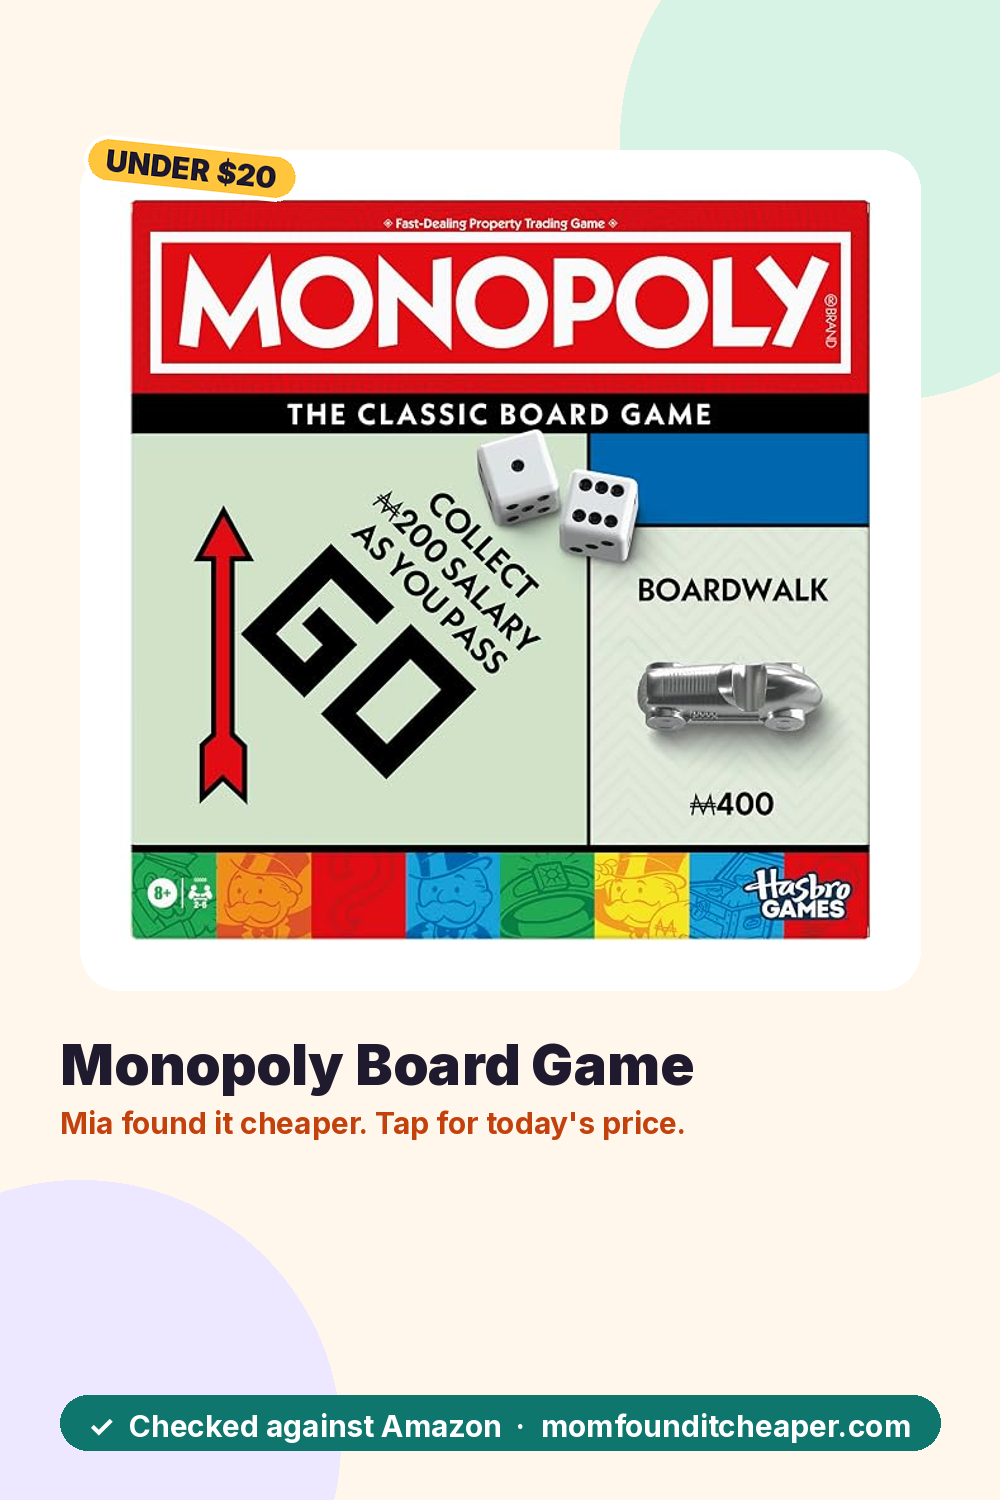 UNDER $20
Fast-Dealing Property Trading Game
MONOPOLY
®BRAND
THE CLASSIC BOARD GAME
COLLECT
₩200 SALARY
AS YOU PASS
GO
BOARDWALK
₩400
8+
2-6
Hasbro
GAMES
Monopoly Board Game
Mia found it cheaper. Tap for today's price.
✓ Checked against Amazon · momfounditcheaper.com